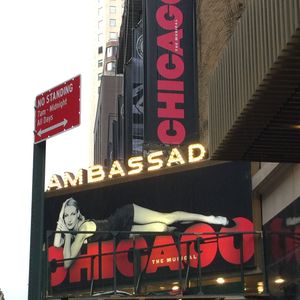 NO STANDING
7am - Midnight
All Days
CHICAGO
THE MUSICAL
AMBASSAD
CHICAGO
THE MUSICAL